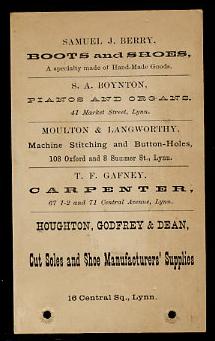 SAMUEL J. BERRY,
BOOTS and SHOES,
A specialty made of Hand-Made Goods.
S. A. BOYNTON,
PIANOS AND ORGANS.
41 Market Street, Lynn.
MOULTON & LANGWORTHY,
Machine Stitching and Button-Holes,
108 Oxford and 8 Sumner St., Lynn.
T. F. GAFNEY,
CARPENTER,
67 1-2 and 71 Central Avenue, Lynn.
HOUGHTON, GODFREY & DEAN,
Cut Soles and Shoe Manufacturers' Supplies
16 Central Sq., Lynn.